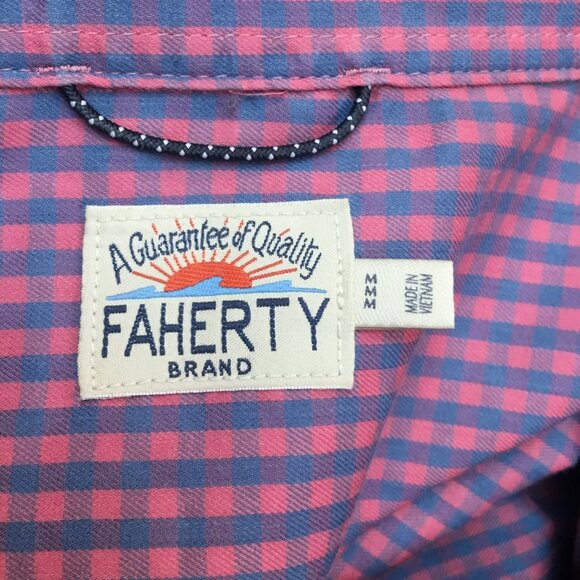 A Guarantee of Quality
FAHERTY
BRAND
M
M
M
MADE IN
VIETNAM